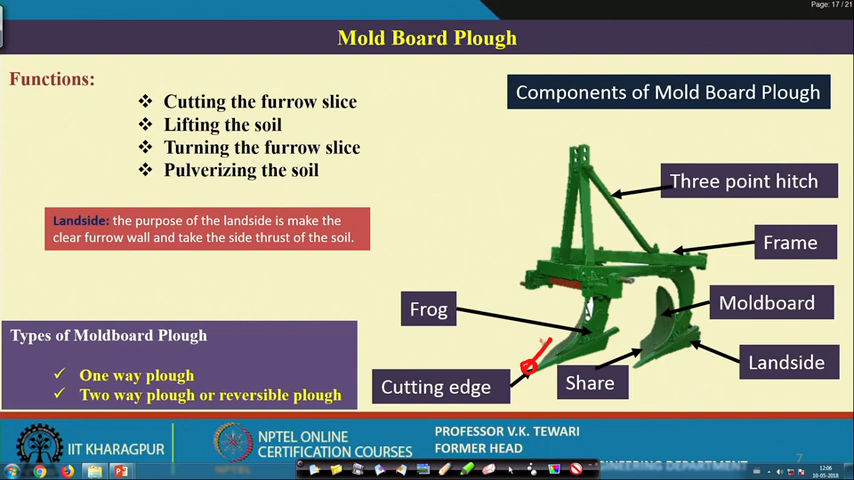 Page: 17 / 21
Mold Board Plough
Functions:
❖ Cutting the furrow slice
❖ Lifting the soil
❖ Turning the furrow slice
❖ Pulverizing the soil
Landside: the purpose of the landside is make the
clear furrow wall and take the side thrust of the soil.
Types of Moldboard Plough
✓ One way plough
✓ Two way plough or reversible plough
Components of Mold Board Plough
Three point hitch
Frame
Moldboard
Frog
Landside
Share
Cutting edge
IIT KHARAGPUR
NPTEL ONLINE
CERTIFICATION COURSES
NPTEL
PROFESSOR V.K. TEWARI
FORMER HEAD
ENGINEERING DEPARTMENT
7
12:06
10-05-2018